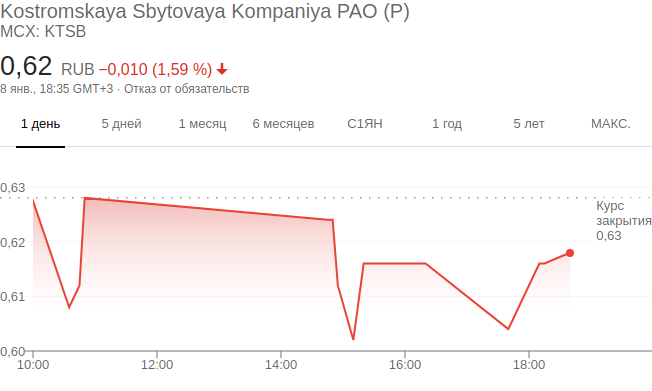 Kostromskaya Sbytovaya Kompaniya PAO (P)
MCX: KTSB
0,62 RUB −0,010 (1,59 %)
8 янв., 18:35 GMT+3 · Отказ от обязательств
1 день 5 дней 1 месяц 6 месяцев С1ЯН 1 год 5 лет МАКС.
0,63
Курс
закрытия
0,63
0,62
0,61
0,60
10:00 12:00 14:00 16:00 18:00